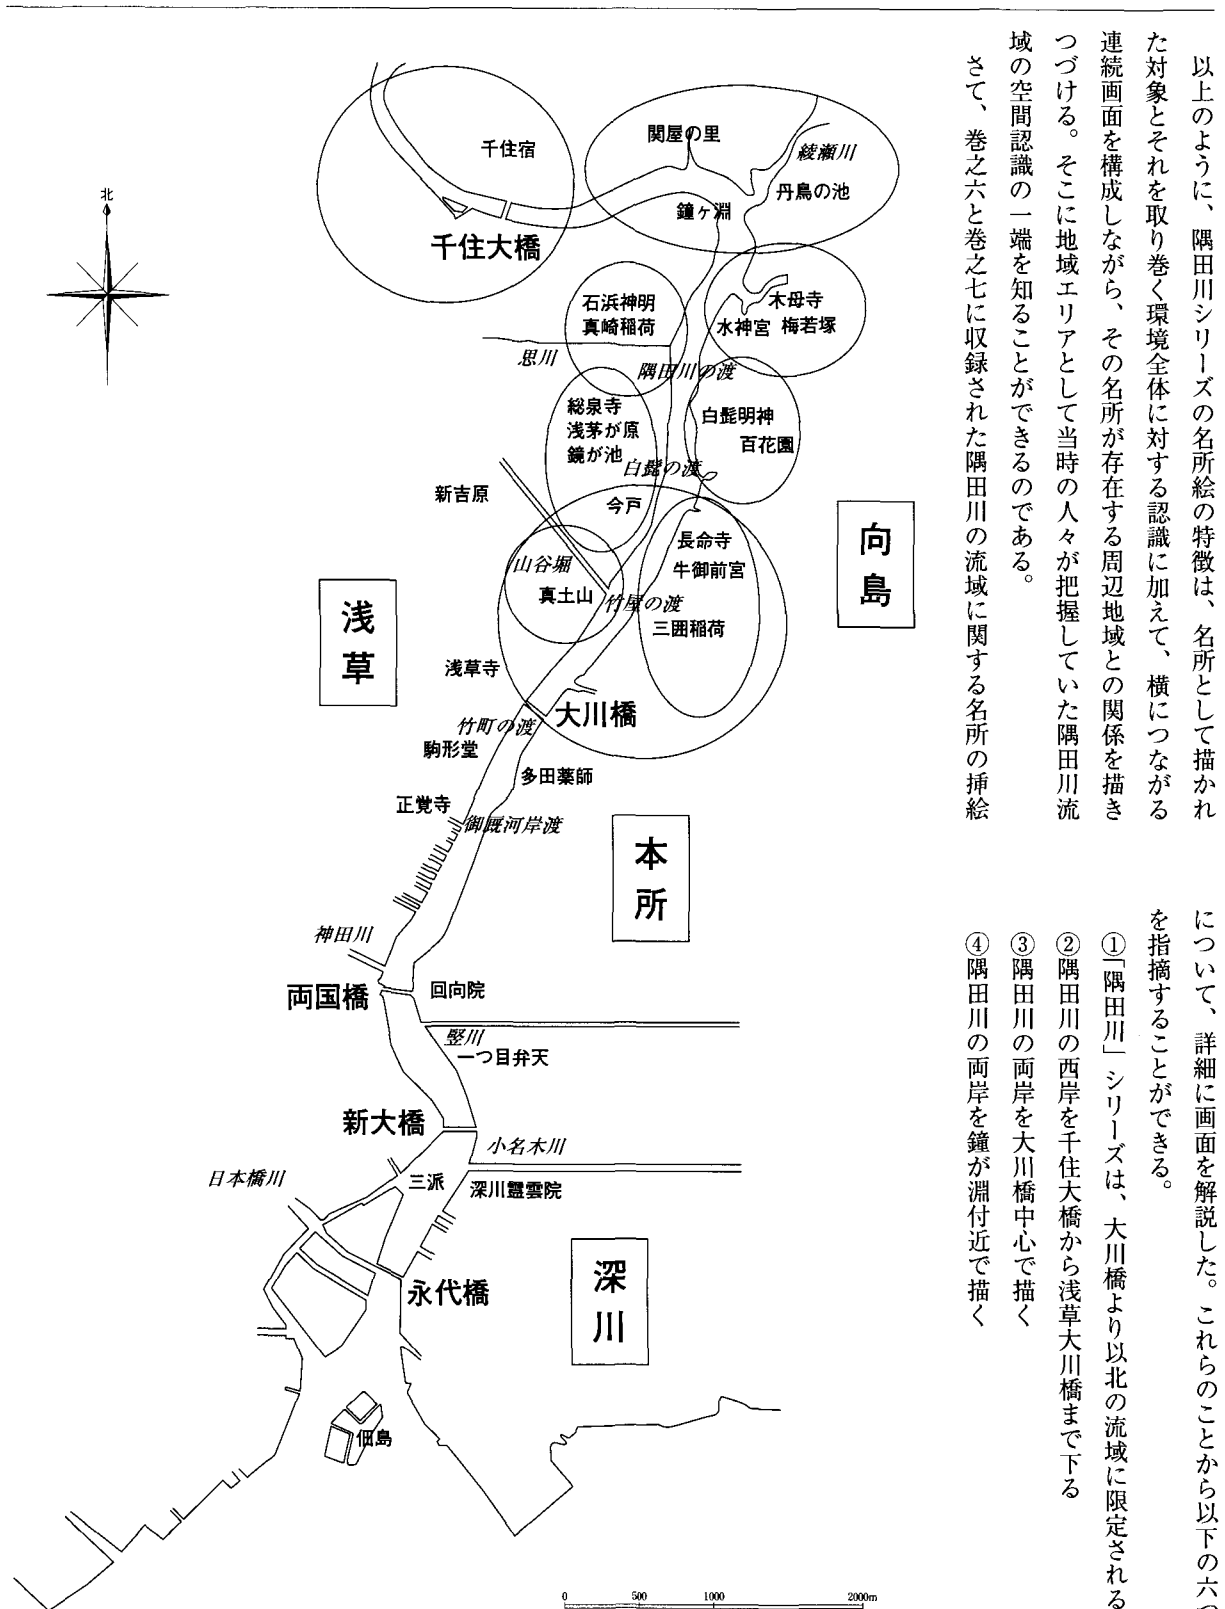 以上のように、隅田川シリーズの名所絵の特徴は、名所として描かれ
た対象とそれを取り巻く環境全体に対する認識に加えて、横につながる
連続画面を構成しながら、その名所が存在する周辺地域との関係を描き
つづける。そこに地域エリアとして当時の人々が把握していた隅田川流
域の空間認識の一端を知ることができるのである。
さて、巻之六と巻之七に収録された隅田川の流域に関する名所の挿絵
について、詳細に画面を解説した。これらのことから以下の六つ
を指摘することができる。
①「隅田川」シリーズは、大川橋より以北の流域に限定される
②隅田川の西岸を千住大橋から浅草大川橋まで下る
③隅田川の両岸を大川橋中心で描く
④隅田川の両岸を鐘が淵付近で描く
北
千住宿
千住大橋
関屋の里
綾瀬川
丹鳥の池
鐘ヶ淵
石浜神明
真崎稲荷
木母寺
水神宮 梅若塚
思川
隅田川の渡
総泉寺
浅茅が原
鏡が池
白髭明神
百花園
白髭の渡
新吉原
今戸
向島
長命寺
牛御前宮
三囲稲荷
山谷堀
真土山
竹屋の渡
浅草
浅草寺
大川橋
竹町の渡
駒形堂
多田薬師
正覚寺
御厩河岸渡
本所
神田川
両国橋
回向院
竪川
一つ目弁天
新大橋
小名木川
日本橋川
三派
深川霊雲院
永代橋
深川
佃島
0 500 1000 2000m